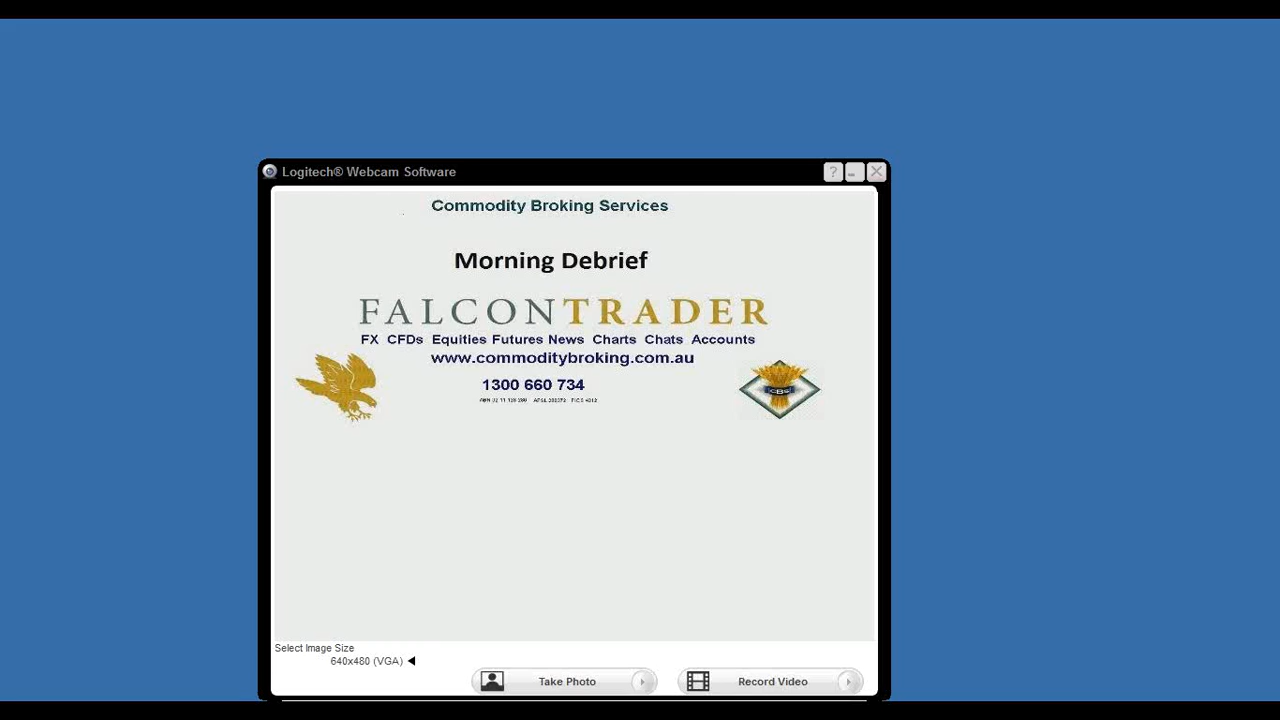 Logitech® Webcam Software
Commodity Broking Services
Morning Debrief
FALCONTRADER
FX CFDs Equities Futures News Charts Chats Accounts
www.commoditybroking.com.au
1300 660 734
CBS
Select Image Size
640x480 (VGA)
Take Photo
Record Video